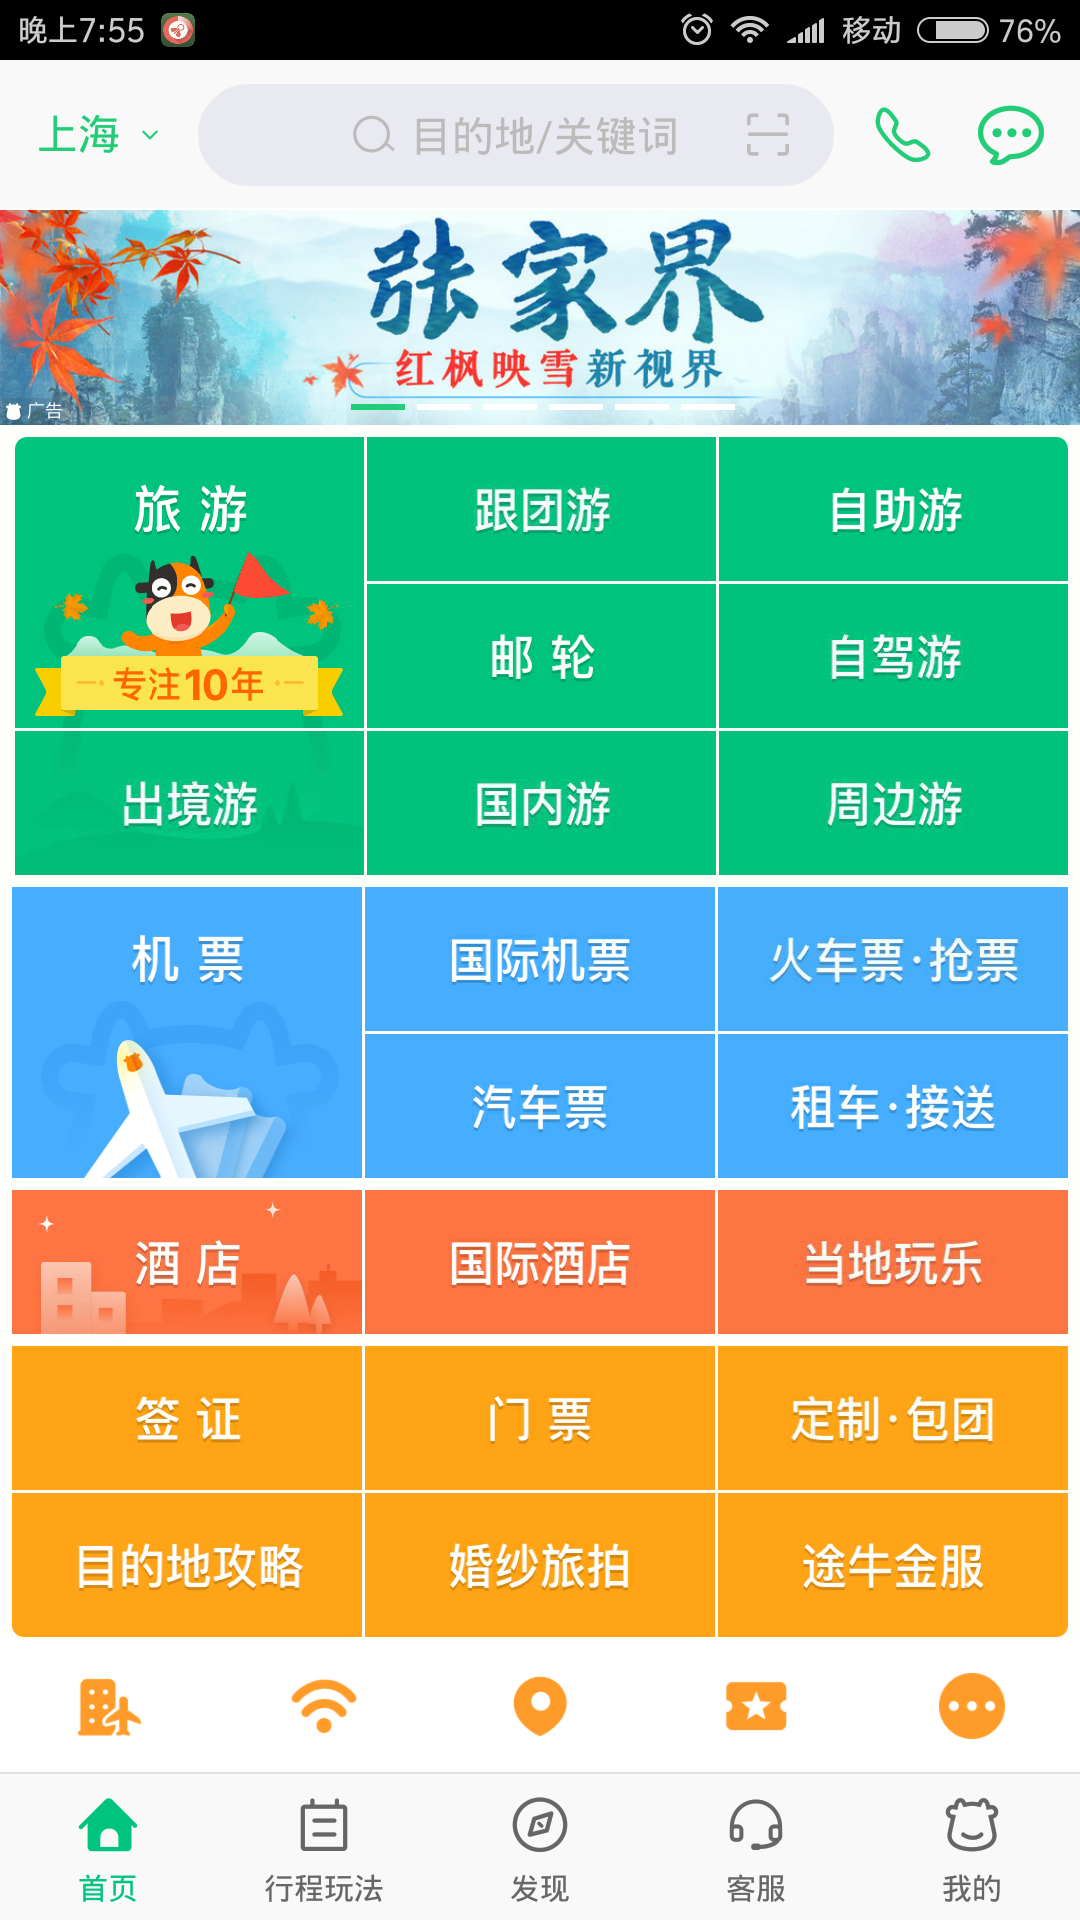 晚上7:55 移动 76%
上海 目的地/关键词
张家界
红枫映雪新视界
广告
旅 游 跟团游 自助游
专注10年 邮 轮 自驾游
出境游 国内游 周边游
机 票 国际机票 火车票·抢票
汽车票 租车·接送
酒 店 国际酒店 当地玩乐
签 证 门 票 定制·包团
目的地攻略 婚纱旅拍 途牛金服
首页 行程玩法 发现 客服 我的